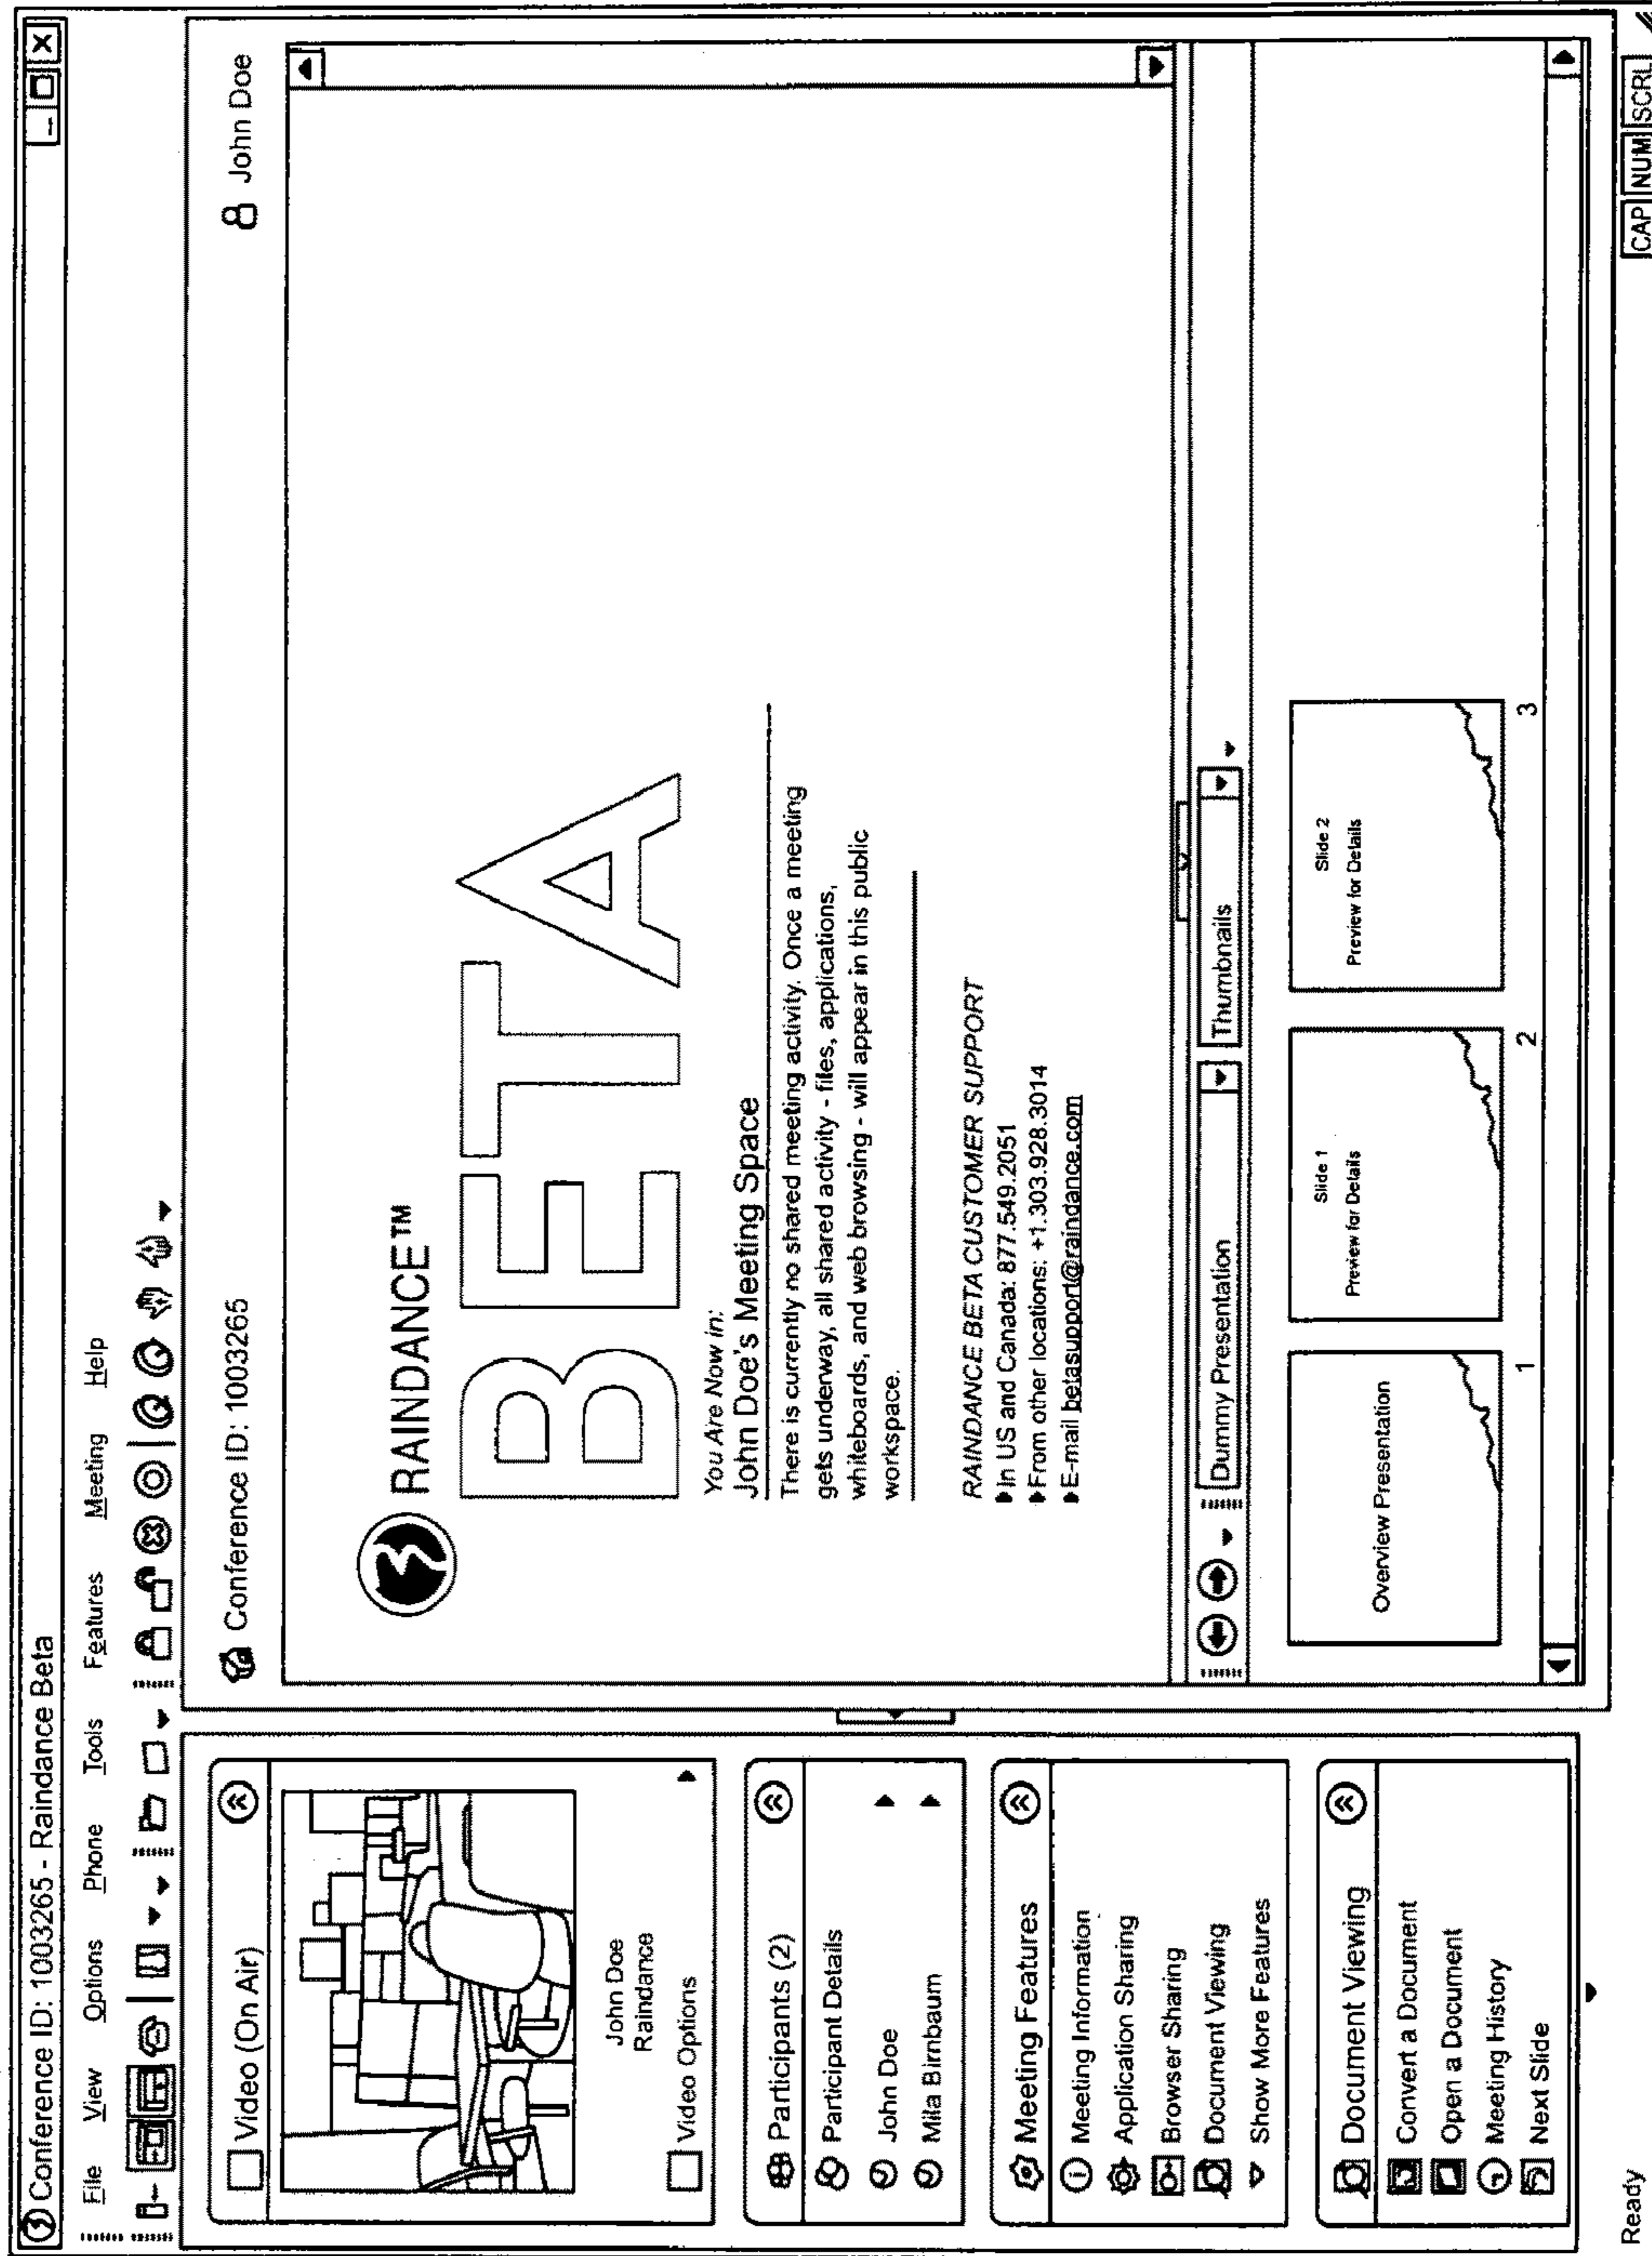 Conference ID: 1003265 - Raindance Beta
File View Options Phone Tools Features Meeting Help
Video (On Air)
John Doe
Raindance
Video Options
Participants (2)
Participant Details
John Doe
Mila Birnbaum
Meeting Features
Meeting Information
Application Sharing
Browser Sharing
Document Viewing
Show More Features
Document Viewing
Convert a Document
Open a Document
Meeting History
Next Slide
Conference ID: 1003265
John Doe
RAINDANCE™
BETA
You Are Now in:
John Doe's Meeting Space
There is currently no shared meeting activity. Once a meeting
gets underway, all shared activity - files, applications,
whiteboards, and web browsing - will appear in this public
workspace.
RAINDANCE BETA CUSTOMER SUPPORT
In US and Canada: 877.549.2051
From other locations: +1.303.928.3014
E-mail betasupport@raindance.com
Dummy Presentation Thumbnails
Overview Presentation
1
Slide 1
Preview for Details
2
Slide 2
Preview for Details
3
Ready
CAP NUM SCRL